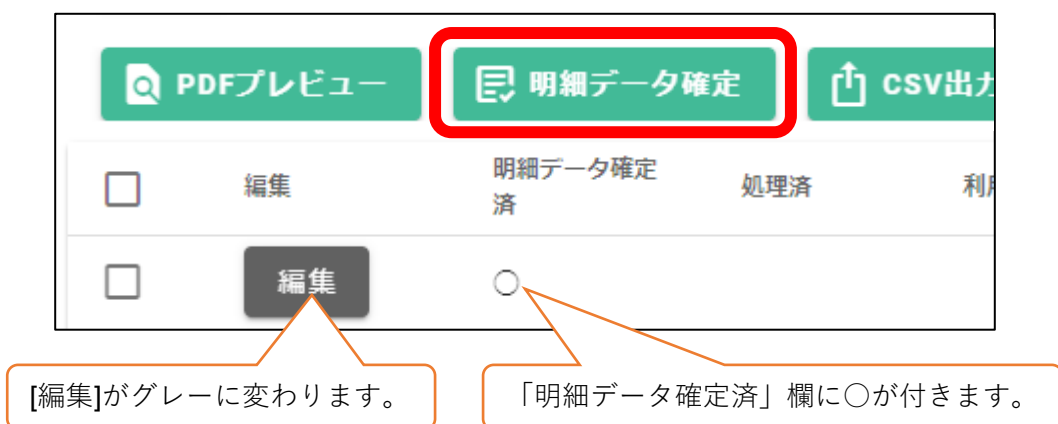 PDFプレビュー 明細データ確定 CSV出力
編集 明細データ確定 処理済 利用
済
編集 〇
[編集]がグレーに変わります。 「明細データ確定済」欄に〇が付きます。